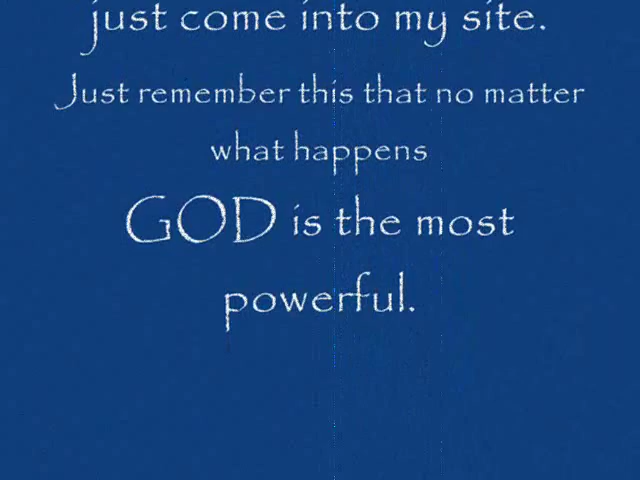 just come into my site.
Just remember this that no matter
what happens
GOD is the most
powerful.